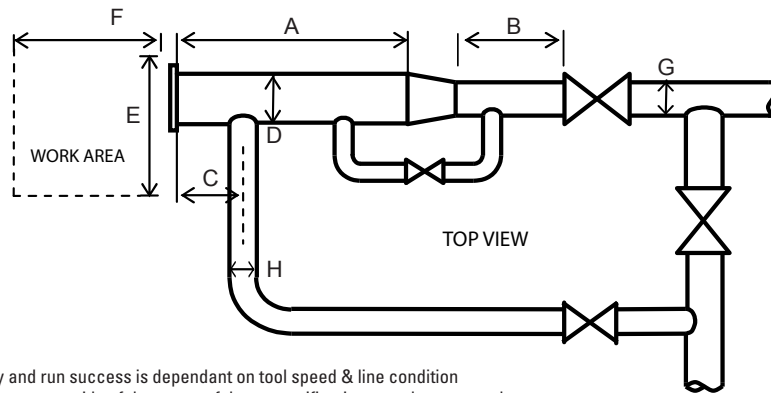 F
A
B
G
E
D
WORK AREA
C
TOP VIEW
H
y and run success is dependant on tool speed & line condition